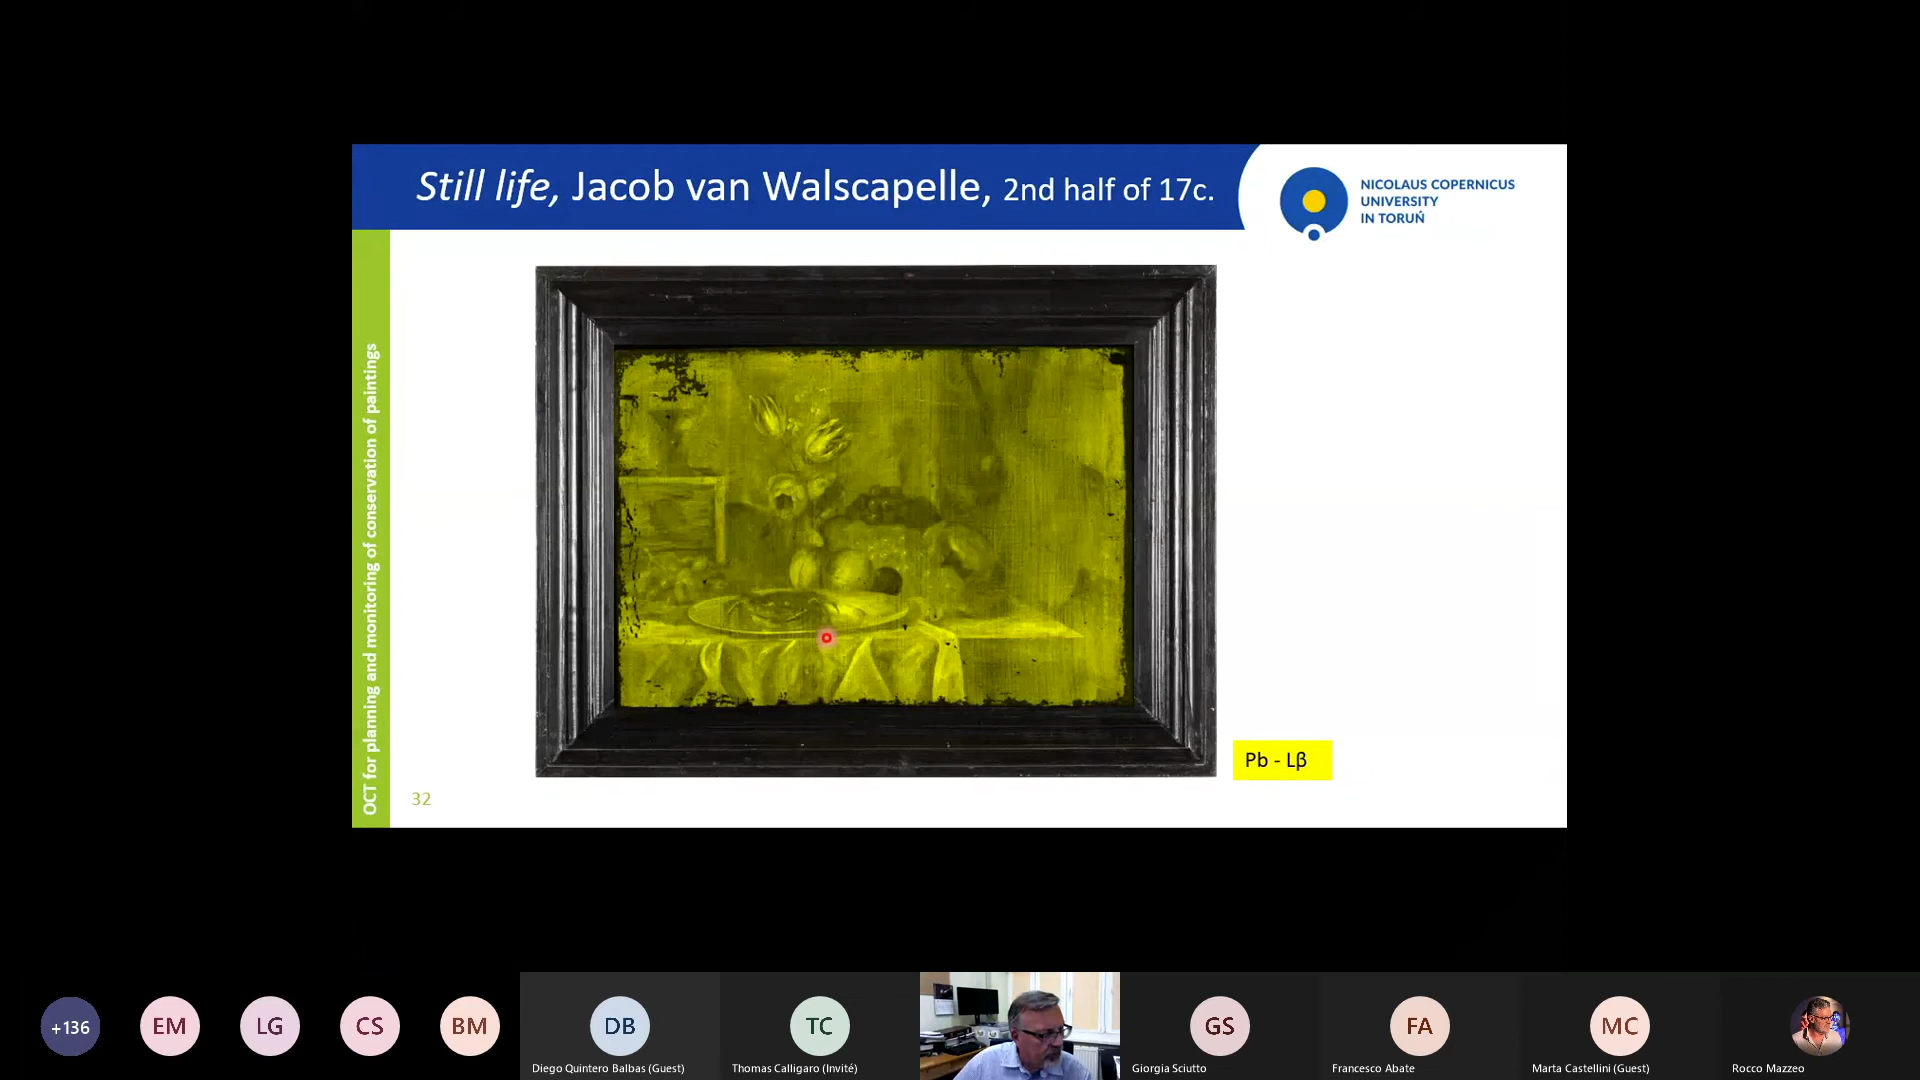 Still life, Jacob van Walscapelle, 2nd half of 17c.
NICOLAUS COPERNICUS
UNIVERSITY
IN TORUŃ
OCT for planning and monitoring of conservation of paintings
Pb - Lβ
32
+136
EM
LG
CS
BM
DB
TC
GS
FA
MC
Diego Quintero Balbas (Guest)
Thomas Calligaro (Invité)
Giorgia Sciutto
Francesco Abate
Marta Castellini (Guest)
Rocco Mazzeo